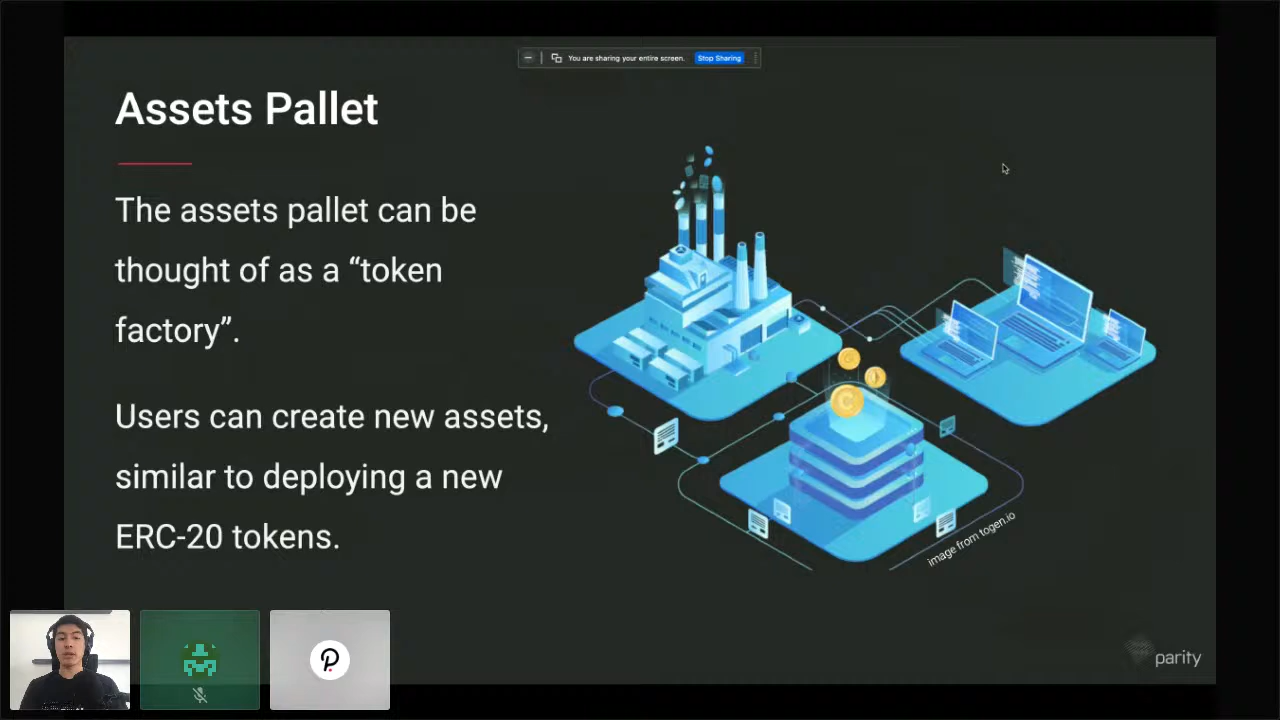 You are sharing your entire screen.
Stop Sharing
Assets Pallet
The assets pallet can be
thought of as a “token
factory”.
Users can create new assets,
similar to deploying a new
ERC-20 tokens.
image from togen.io
parity